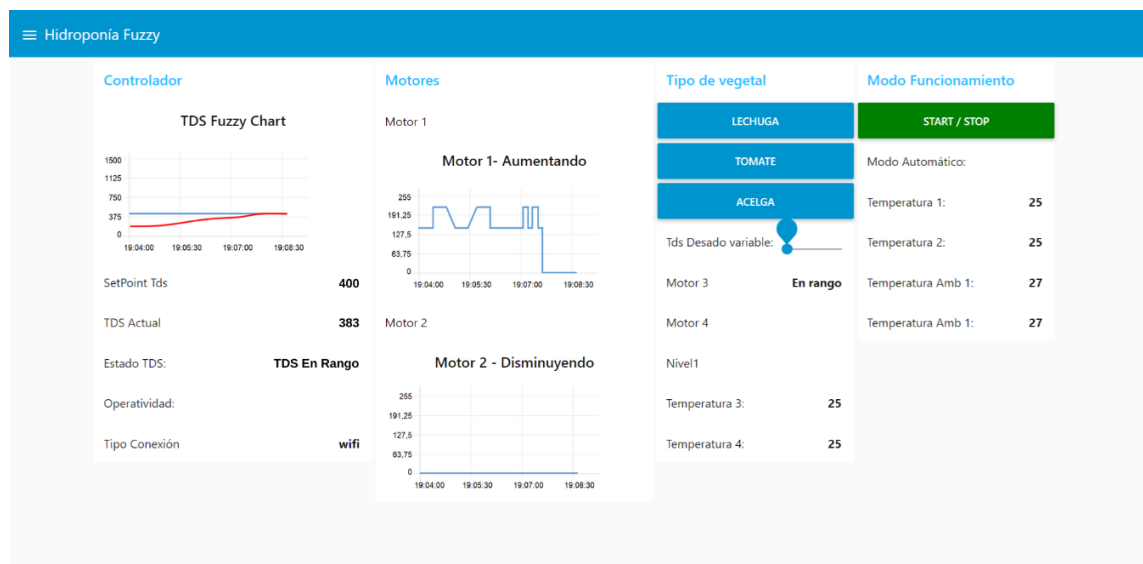 Hidroponía Fuzzy
Controlador
TDS Fuzzy Chart
1500
1125
750
375
0
19:04:00 19:05:30 19:07:00 19:08:30
SetPoint Tds 400
TDS Actual 383
Estado TDS: TDS En Rango
Operatividad:
Tipo Conexión wifi
Motores
Motor 1
Motor 1- Aumentando
255
191,25
127,5
63,75
0
19:04:00 19:05:30 19:07:00 19:08:30
Motor 2
Motor 2 - Disminuyendo
255
191,25
127,5
63,75
0
19:04:00 19:05:30 19:07:00 19:08:30
Tipo de vegetal
LECHUGA
TOMATE
ACELGA
Tds Desado variable:
Motor 3 En rango
Motor 4
Nivel1
Temperatura 3: 25
Temperatura 4: 25
Modo Funcionamiento
START / STOP
Modo Automático:
Temperatura 1: 25
Temperatura 2: 25
Temperatura Amb 1: 27
Temperatura Amb 1: 27